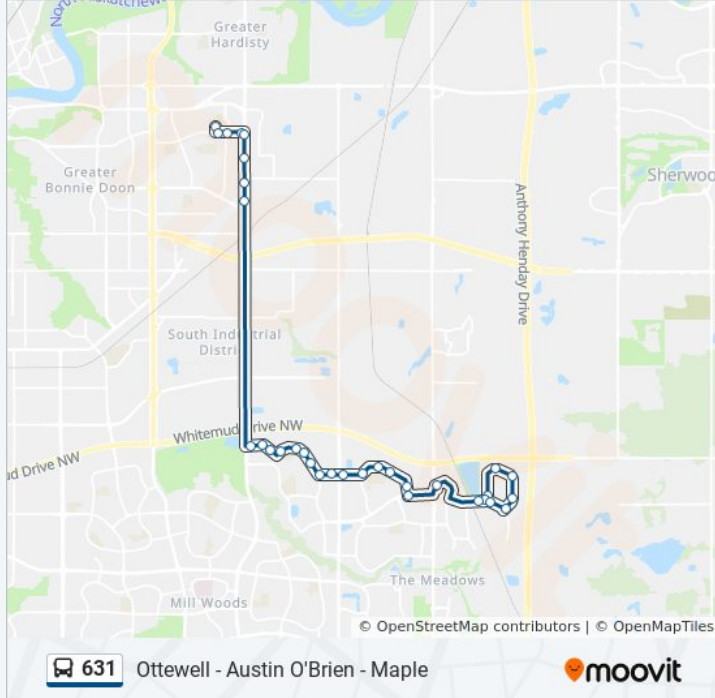 Greater
Hardisty
Greater
Bonnie Doon
Sherwoo
Anthony Henday Drive
South Industrial
District
Whitemud Drive NW
ud Drive NW
The Meadows
Mill Woods
© OpenStreetMap contributors | © OpenMapTiles
631 Ottewell - Austin O'Brien - Maple
moovit